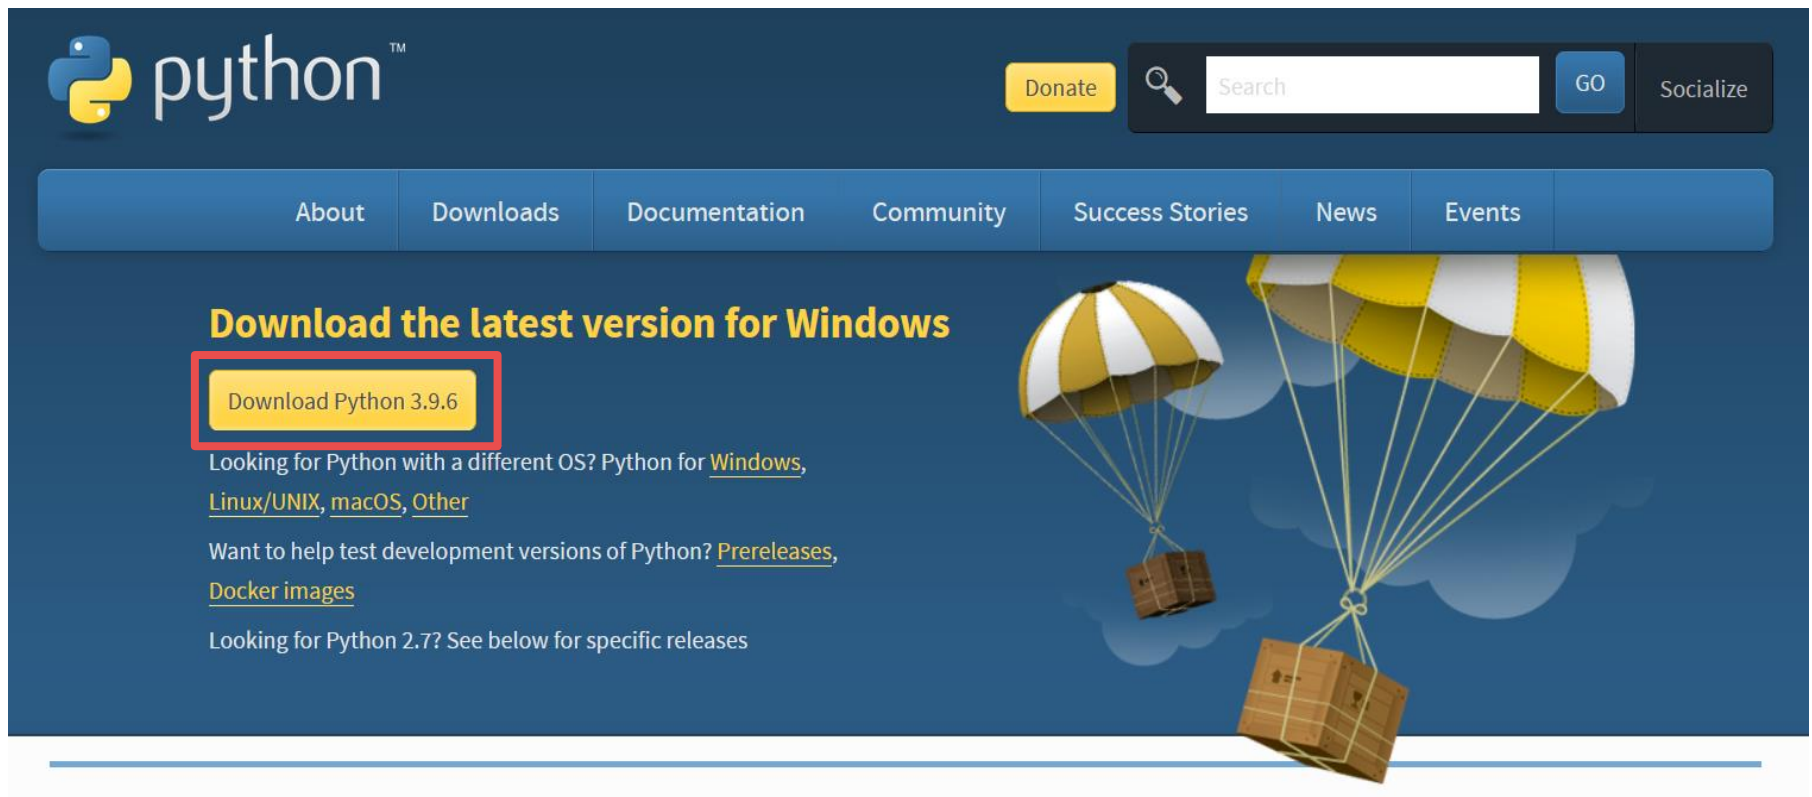 python™
Donate
Search
GO
Socialize
About
Downloads
Documentation
Community
Success Stories
News
Events
Download the latest version for Windows
Download Python 3.9.6
Looking for Python with a different OS? Python for Windows,
Linux/UNIX, macOS, Other
Want to help test development versions of Python? Prereleases,
Docker images
Looking for Python 2.7? See below for specific releases